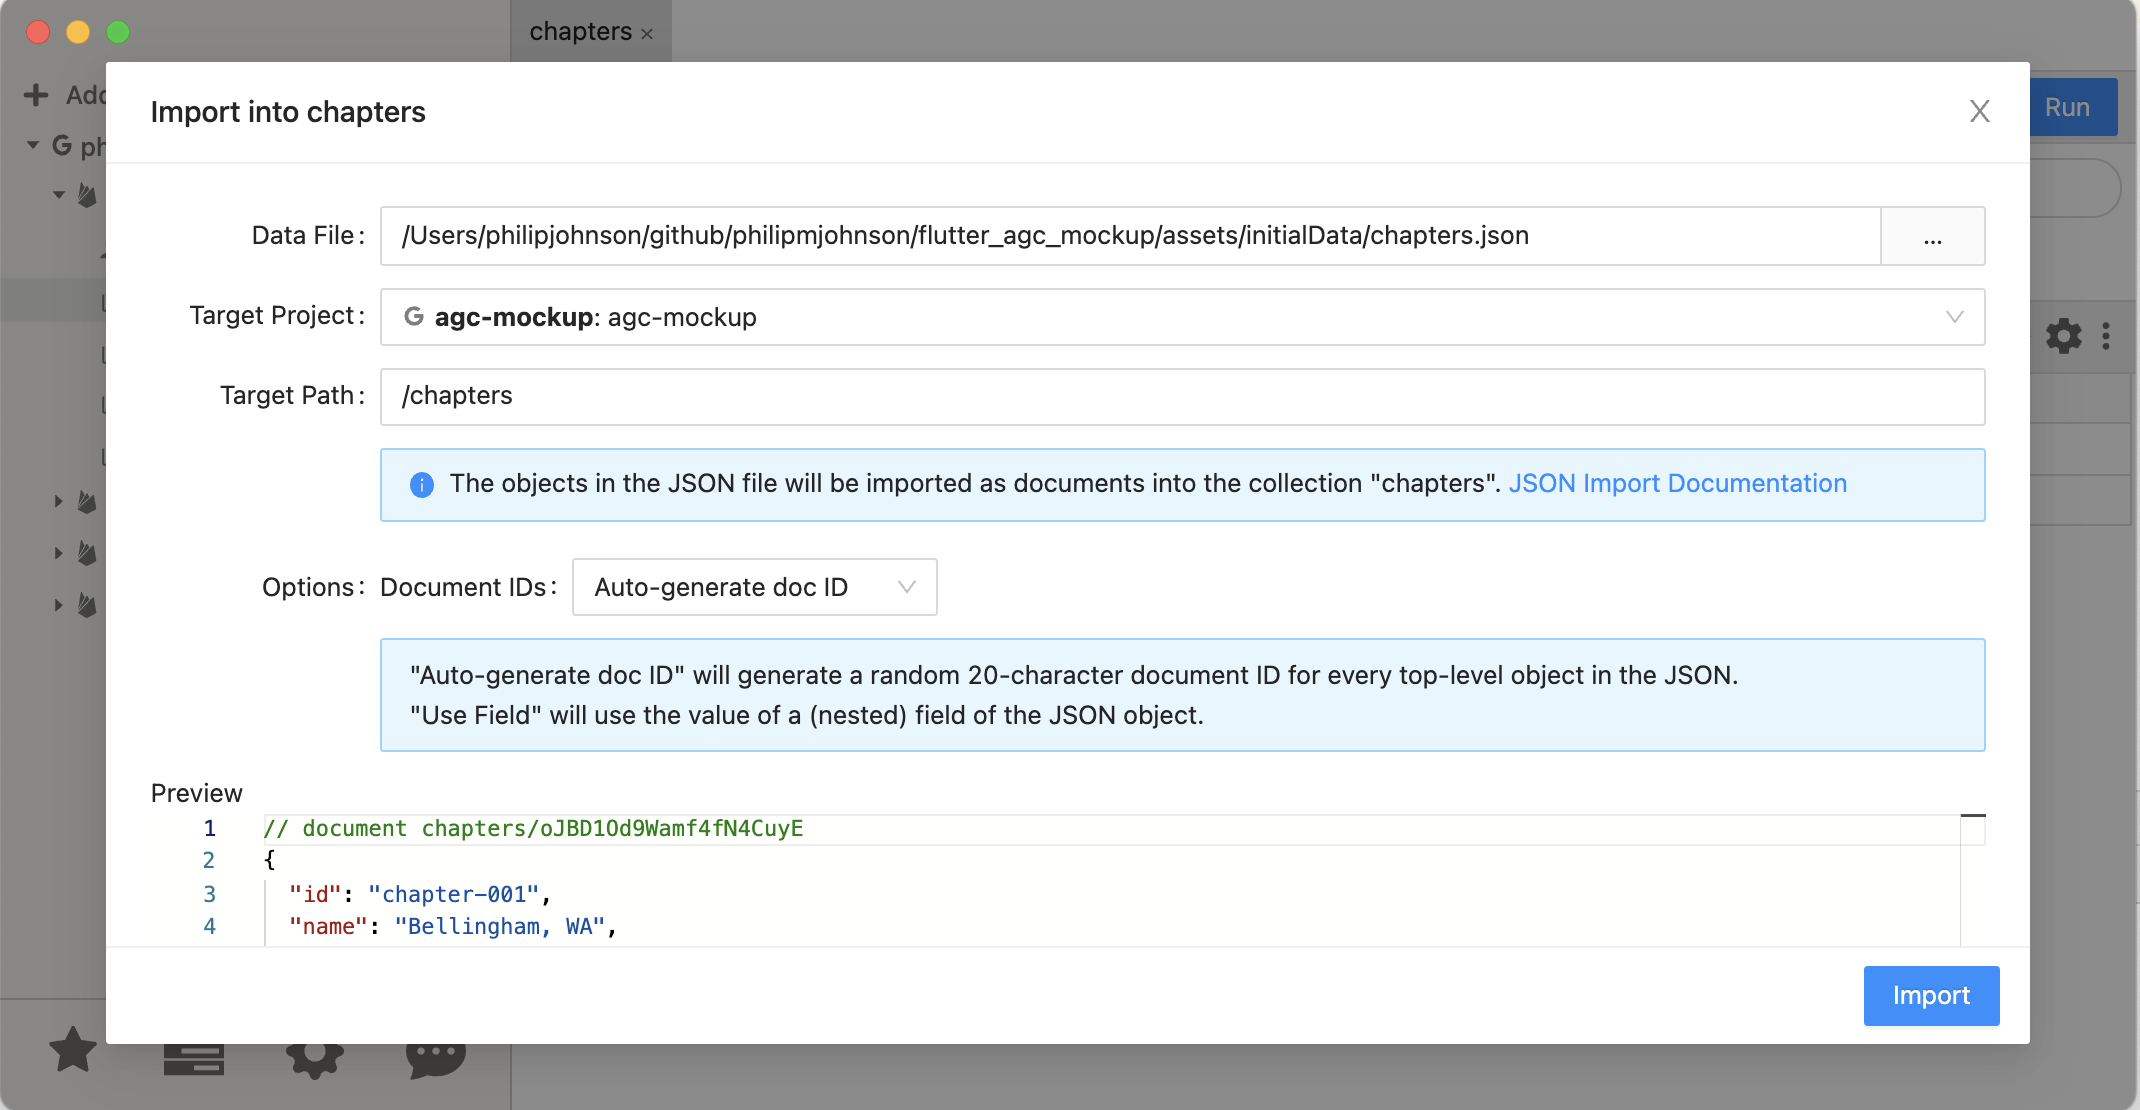 chapters ×
Add
ph
Run
Import into chapters
X
Data File:
/Users/philipjohnson/github/philipmjohnson/flutter_agc_mockup/assets/initialData/chapters.json
...
Target Project:
G agc-mockup: agc-mockup
Target Path:
/chapters
The objects in the JSON file will be imported as documents into the collection "chapters". JSON Import Documentation
Options: Document IDs: Auto-generate doc ID
"Auto-generate doc ID" will generate a random 20-character document ID for every top-level object in the JSON.
"Use Field" will use the value of a (nested) field of the JSON object.
Preview
1 // document chapters/oJBD1Od9Wamf4fN4CuyE
2 {
3 "id": "chapter-001",
4 "name": "Bellingham, WA",
Import